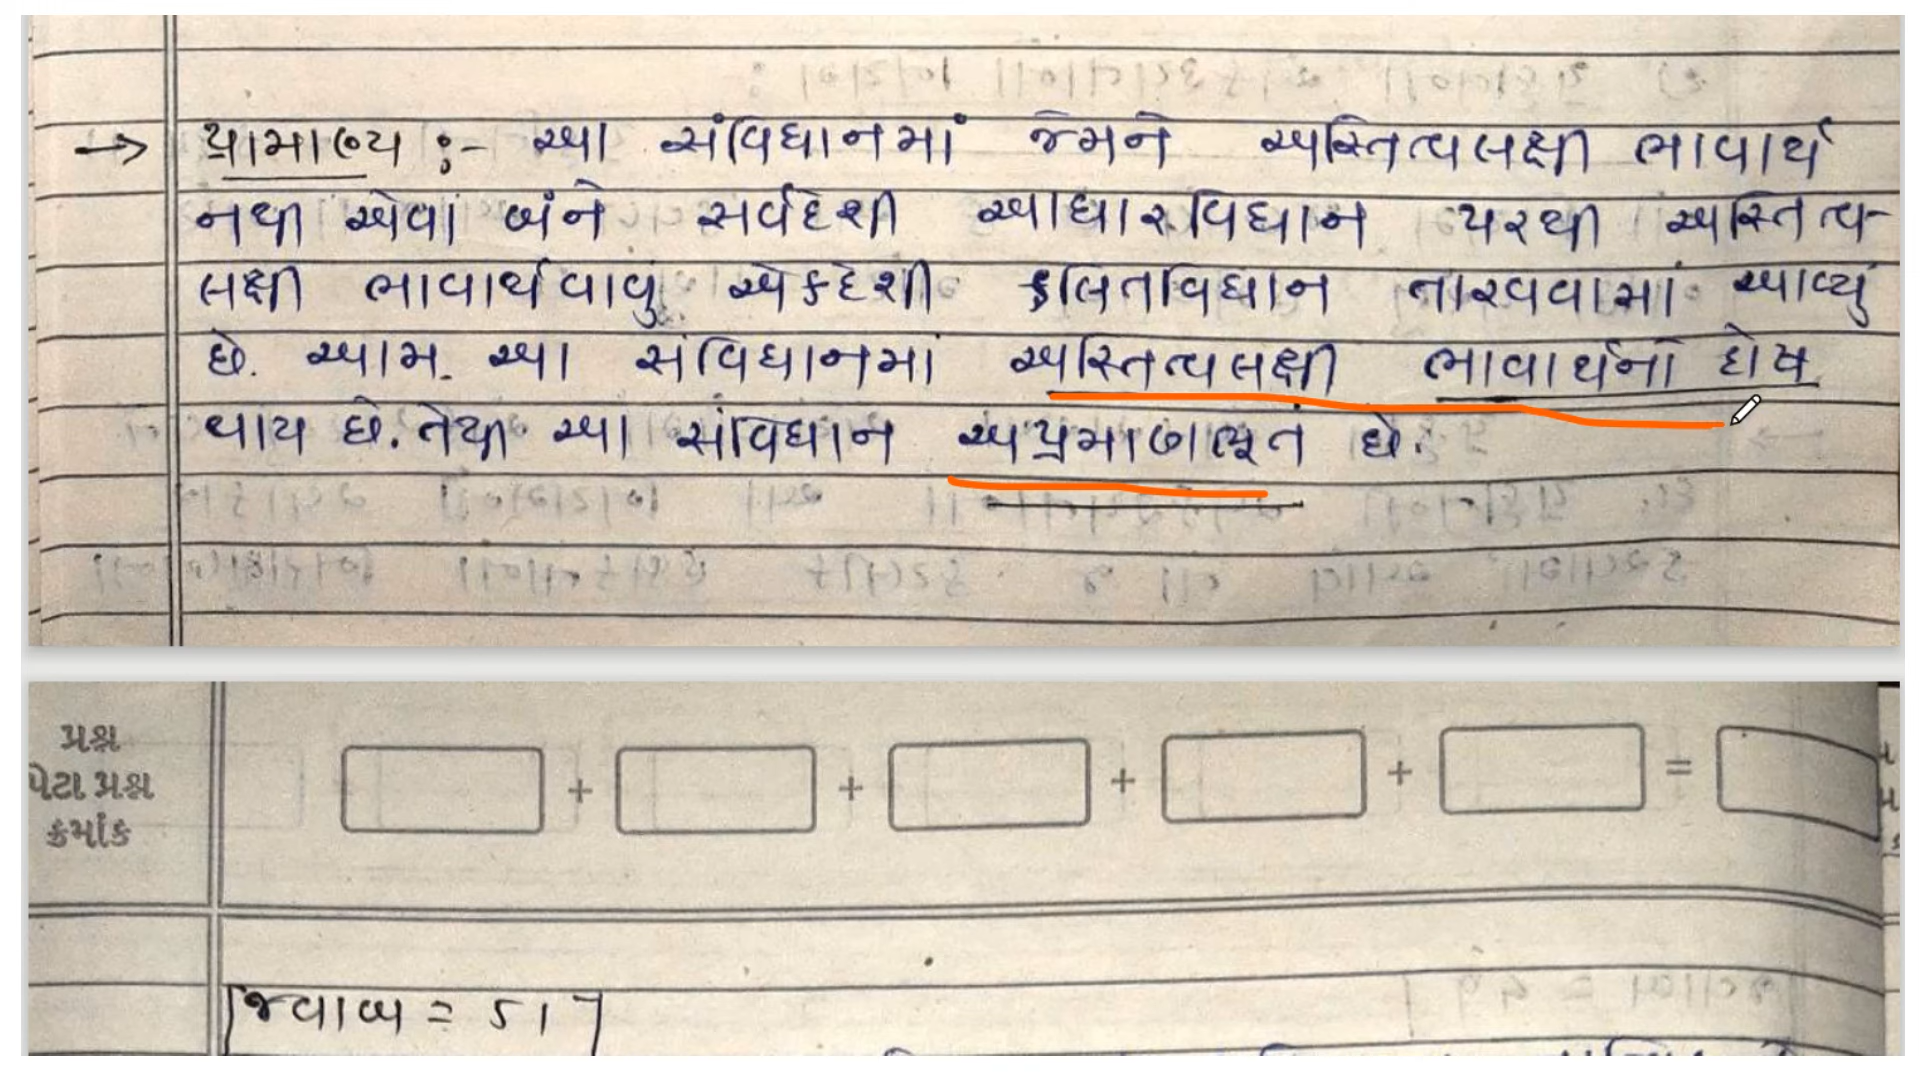 → પ્રામાણ્ય :- આ સંવિધાનમાં જેમને અસ્તિત્વલક્ષી ભાવાર્થ
નથી એવાં બંને સર્વદેશી આધારવિધાન પરથી અસ્તિત્વ-
લક્ષી ભાવાર્થવાળુ એકદેશી ફલિતવિધાન તારવવામાં આવ્યું
છે. આમ. આ સંવિધાનમાં અસ્તિત્વલક્ષી ભાવાર્થનો દોષ
થાય છે. તેથી આ સંવિધાન અપ્રમાણભૂત છે.
પ્રશ્ન
પેટા પ્રશ્ન
ક્રમાંક
+ + + + =
જવાબ = 51